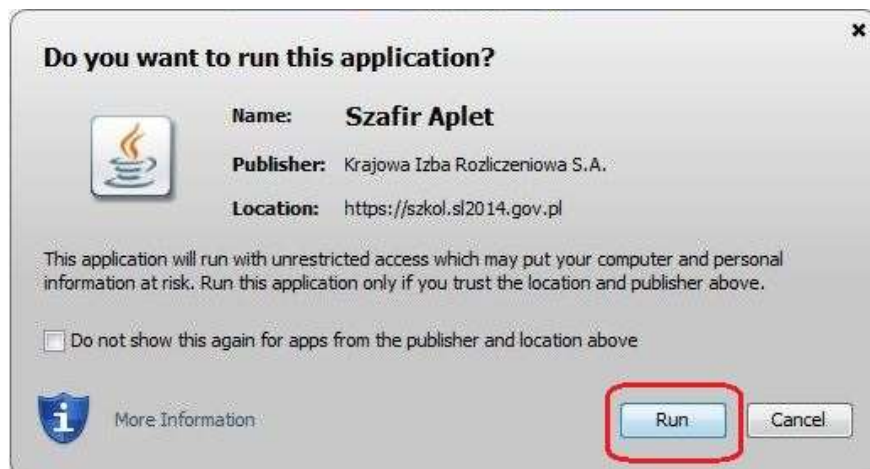 Do you want to run this application?
Name: Szafir Aplet
Publisher: Krajowa Izba Rozliczeniowa S.A.
Location: https://szkol.sl2014.gov.pl
This application will run with unrestricted access which may put your computer and personal
information at risk. Run this application only if you trust the location and publisher above.
Do not show this again for apps from the publisher and location above
More Information
Run Cancel